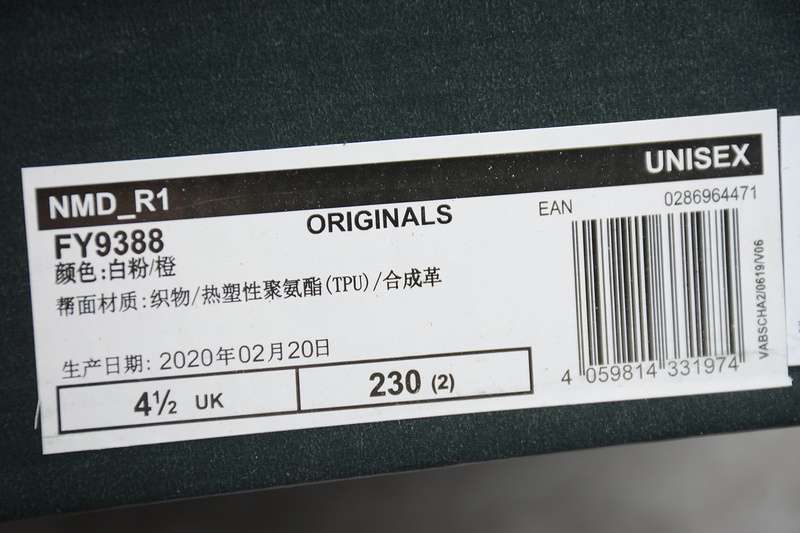 NMD_R1
UNISEX
FY9388
ORIGINALS
EAN
0286964471
颜色:白粉/橙
帮面材质:织物/热塑性聚氨酯(TPU)/合成革
生产日期: 2020年02月20日
4½ UK
230 (2)
4 059814 331974
VABSCHA2/0619/V06